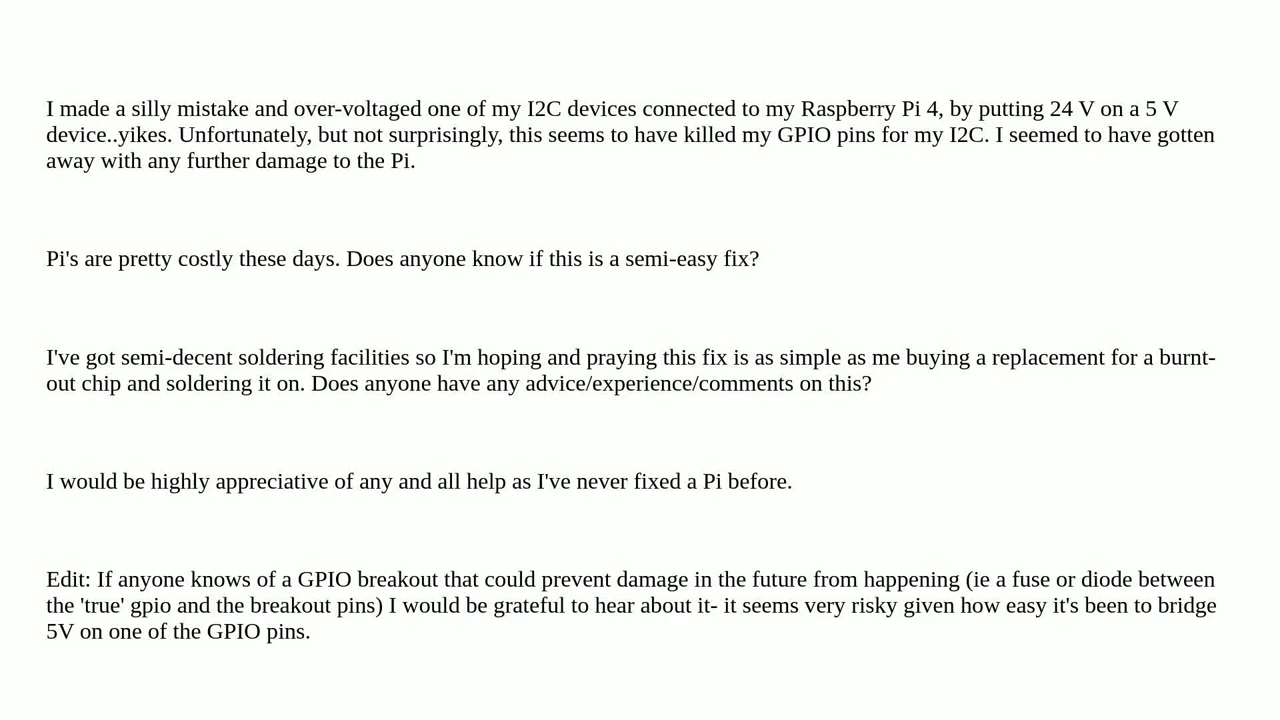 I made a silly mistake and over-voltaged one of my I2C devices connected to my Raspberry Pi 4, by putting 24 V on a 5 V
device..yikes. Unfortunately, but not surprisingly, this seems to have killed my GPIO pins for my I2C. I seemed to have gotten
away with any further damage to the Pi.
Pi's are pretty costly these days. Does anyone know if this is a semi-easy fix?
I've got semi-decent soldering facilities so I'm hoping and praying this fix is as simple as me buying a replacement for a burnt-
out chip and soldering it on. Does anyone have any advice/experience/comments on this?
I would be highly appreciative of any and all help as I've never fixed a Pi before.
Edit: If anyone knows of a GPIO breakout that could prevent damage in the future from happening (ie a fuse or diode between
the 'true' gpio and the breakout pins) I would be grateful to hear about it- it seems very risky given how easy it's been to bridge
5V on one of the GPIO pins.